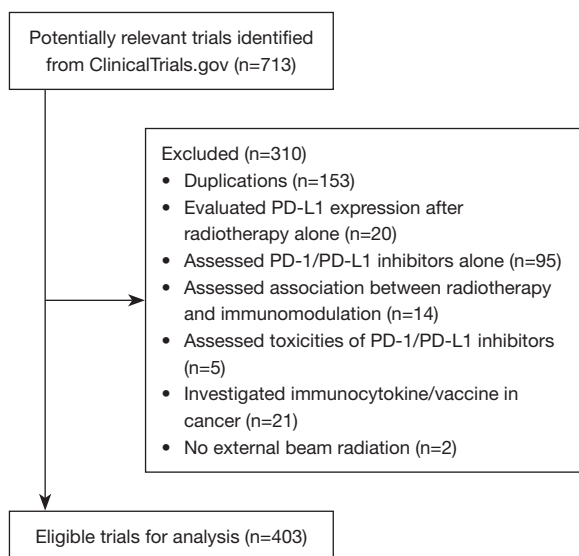 Potentially relevant trials identified
from ClinicalTrials.gov (n=713)
Excluded (n=310)
• Duplications (n=153)
• Evaluated PD-L1 expression after
radiotherapy alone (n=20)
• Assessed PD-1/PD-L1 inhibitors alone (n=95)
• Assessed association between radiotherapy
and immunomodulation (n=14)
• Assessed toxicities of PD-1/PD-L1 inhibitors
(n=5)
• Investigated immunocytokine/vaccine in
cancer (n=21)
• No external beam radiation (n=2)
Eligible trials for analysis (n=403)